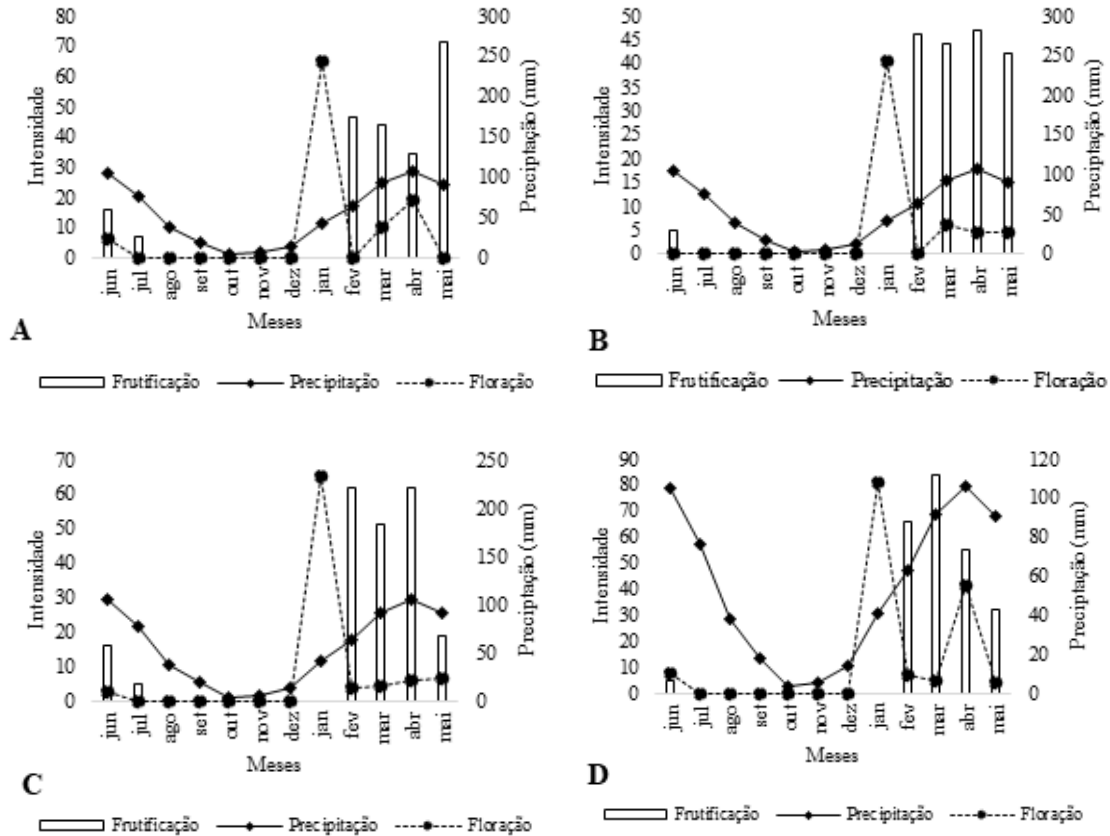 80
70
60
50
40
30
20
10
0
Intensidade
300
250
200
150
100
50
0
Preciptação (mm)
jun jul ago set out nov dez jan fev mar abr mai
Meses
A
Frutificação Precipitação Floração
50
45
40
35
30
25
20
15
10
5
0
Intensidade
300
250
200
150
100
50
0
Preciptação (mm)
jun jul ago set out nov dez jan fev mar abr mai
Meses
B
Frutificação Precipitação Floração
70
60
50
40
30
20
10
0
Intensidade
250
200
150
100
50
0
Preciptação (mm)
jun jul ago set out nov dez jan fev mar abr mai
Meses
C
Frutificação Precipitação Floração
90
80
70
60
50
40
30
20
10
0
Intensidade
120
100
80
60
40
20
0
Preciptação (mm)
jun jul ago set out nov dez jan fev mar abr mai
Meses
D
Frutificação Precipitação Floração